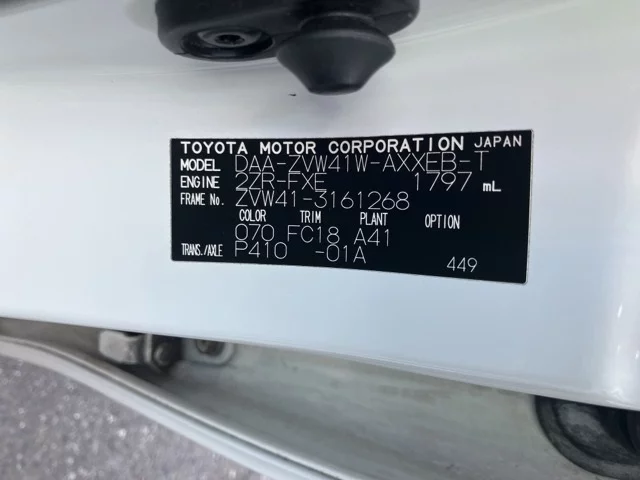 TOYOTA MOTOR CORPORATION JAPAN
MODEL DAA-ZVW41W-AXXEB-T
ENGINE 2ZR-FXE 1797 mL
FRAME No. ZVW41-3161268
COLOR TRIM PLANT OPTION
070 FC18 A41
TRANS./AXLE P410 -01A
449